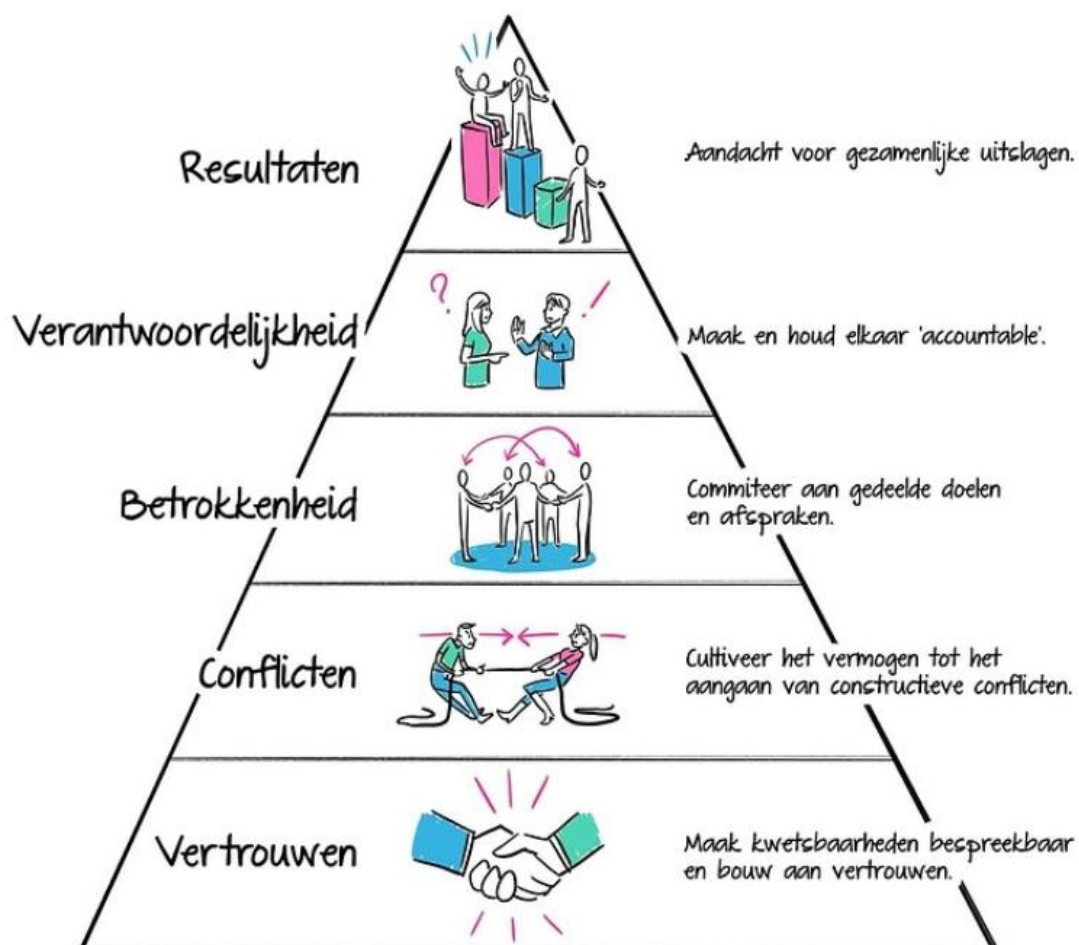 Resultaten
Aandacht voor gezamenlijke uitslagen.
?
!
Verantwoordelijkheid
Maak en houd elkaar 'accountable'.
Betrokkenheid
Commiteer aan gedeelde doelen
en afspraken.
Conflicten
Cultiveer het vermogen tot het
aangaan van constructieve conflicten.
Vertrouwen
Maak kwetsbaarheden bespreekbaar
en bouw aan vertrouwen.